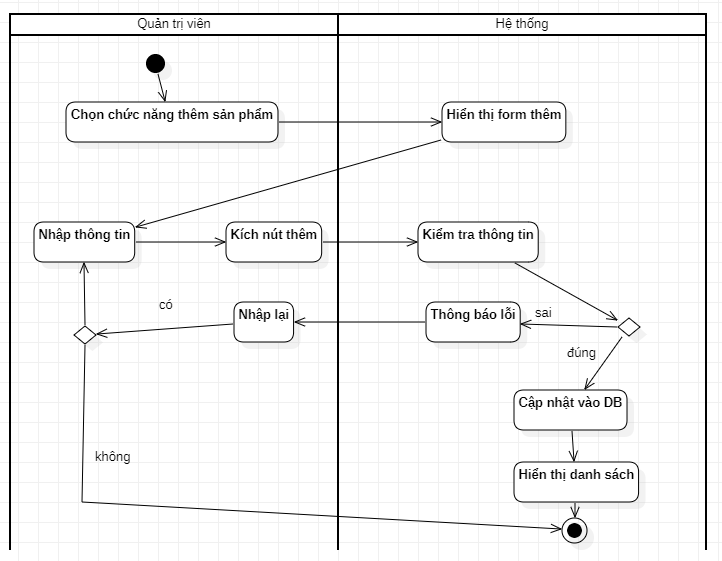 Quản trị viên
Hệ thống
Chọn chức năng thêm sản phẩm
Hiển thị form thêm
Nhập thông tin
Kích nút thêm
Kiểm tra thông tin
có
Nhập lại
Thông báo lỗi
sai
đúng
Cập nhật vào DB
không
Hiển thị danh sách